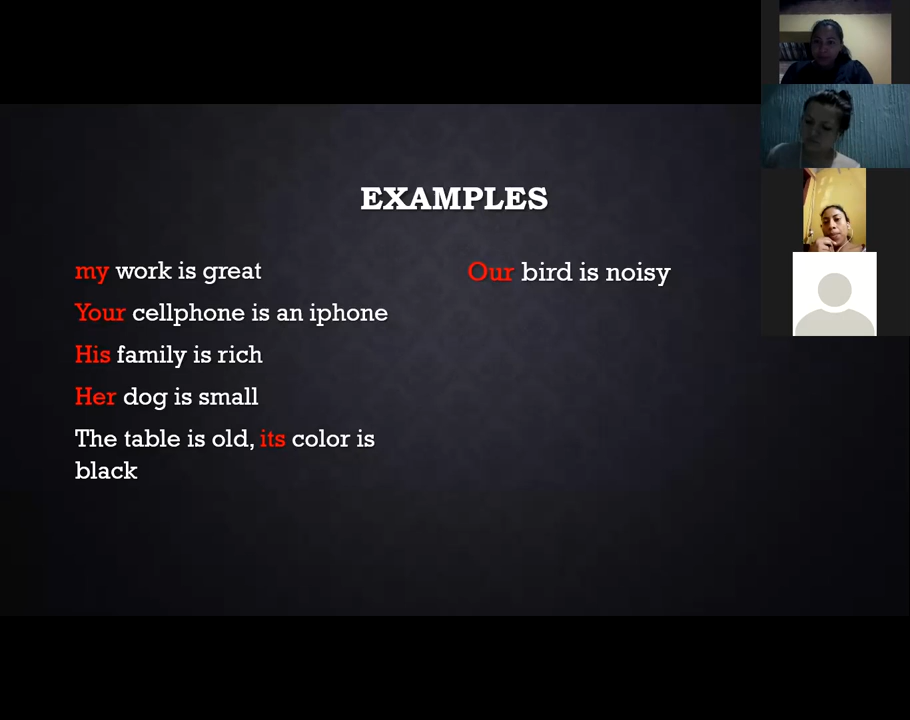 EXAMPLES
my work is great
Your cellphone is an iphone
His family is rich
Her dog is small
The table is old, its color is
black
Our bird is noisy